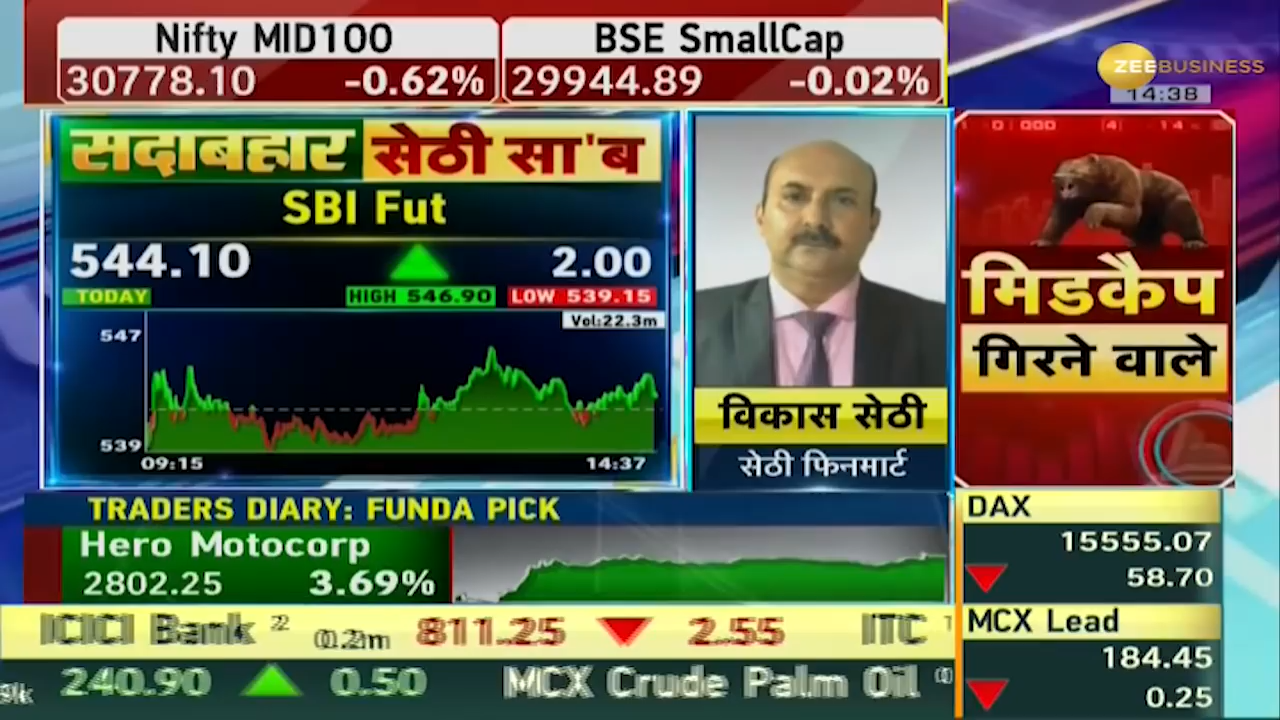 Nifty MID100
30778.10 -0.62%
BSE SmallCap
29944.89 -0.02%
ZEEBUSINESS
14:38
सदाबहार सेठी सा'ब
SBI Fut
544.10 2.00
TODAY HIGH 546.90 LOW 539.15
Vol:22.3m
547
539
09:15 14:37
विकास सेठी
सेठी फिनमार्ट
मिडकैप
गिरने वाले
TRADERS DIARY: FUNDA PICK
Hero Motocorp
2802.25 3.69%
DAX
15555.07
58.70
MCX Lead
184.45
0.25
ICICI Bank 811.25 2.55 ITC
240.90 0.50 MCX Crude Palm Oil